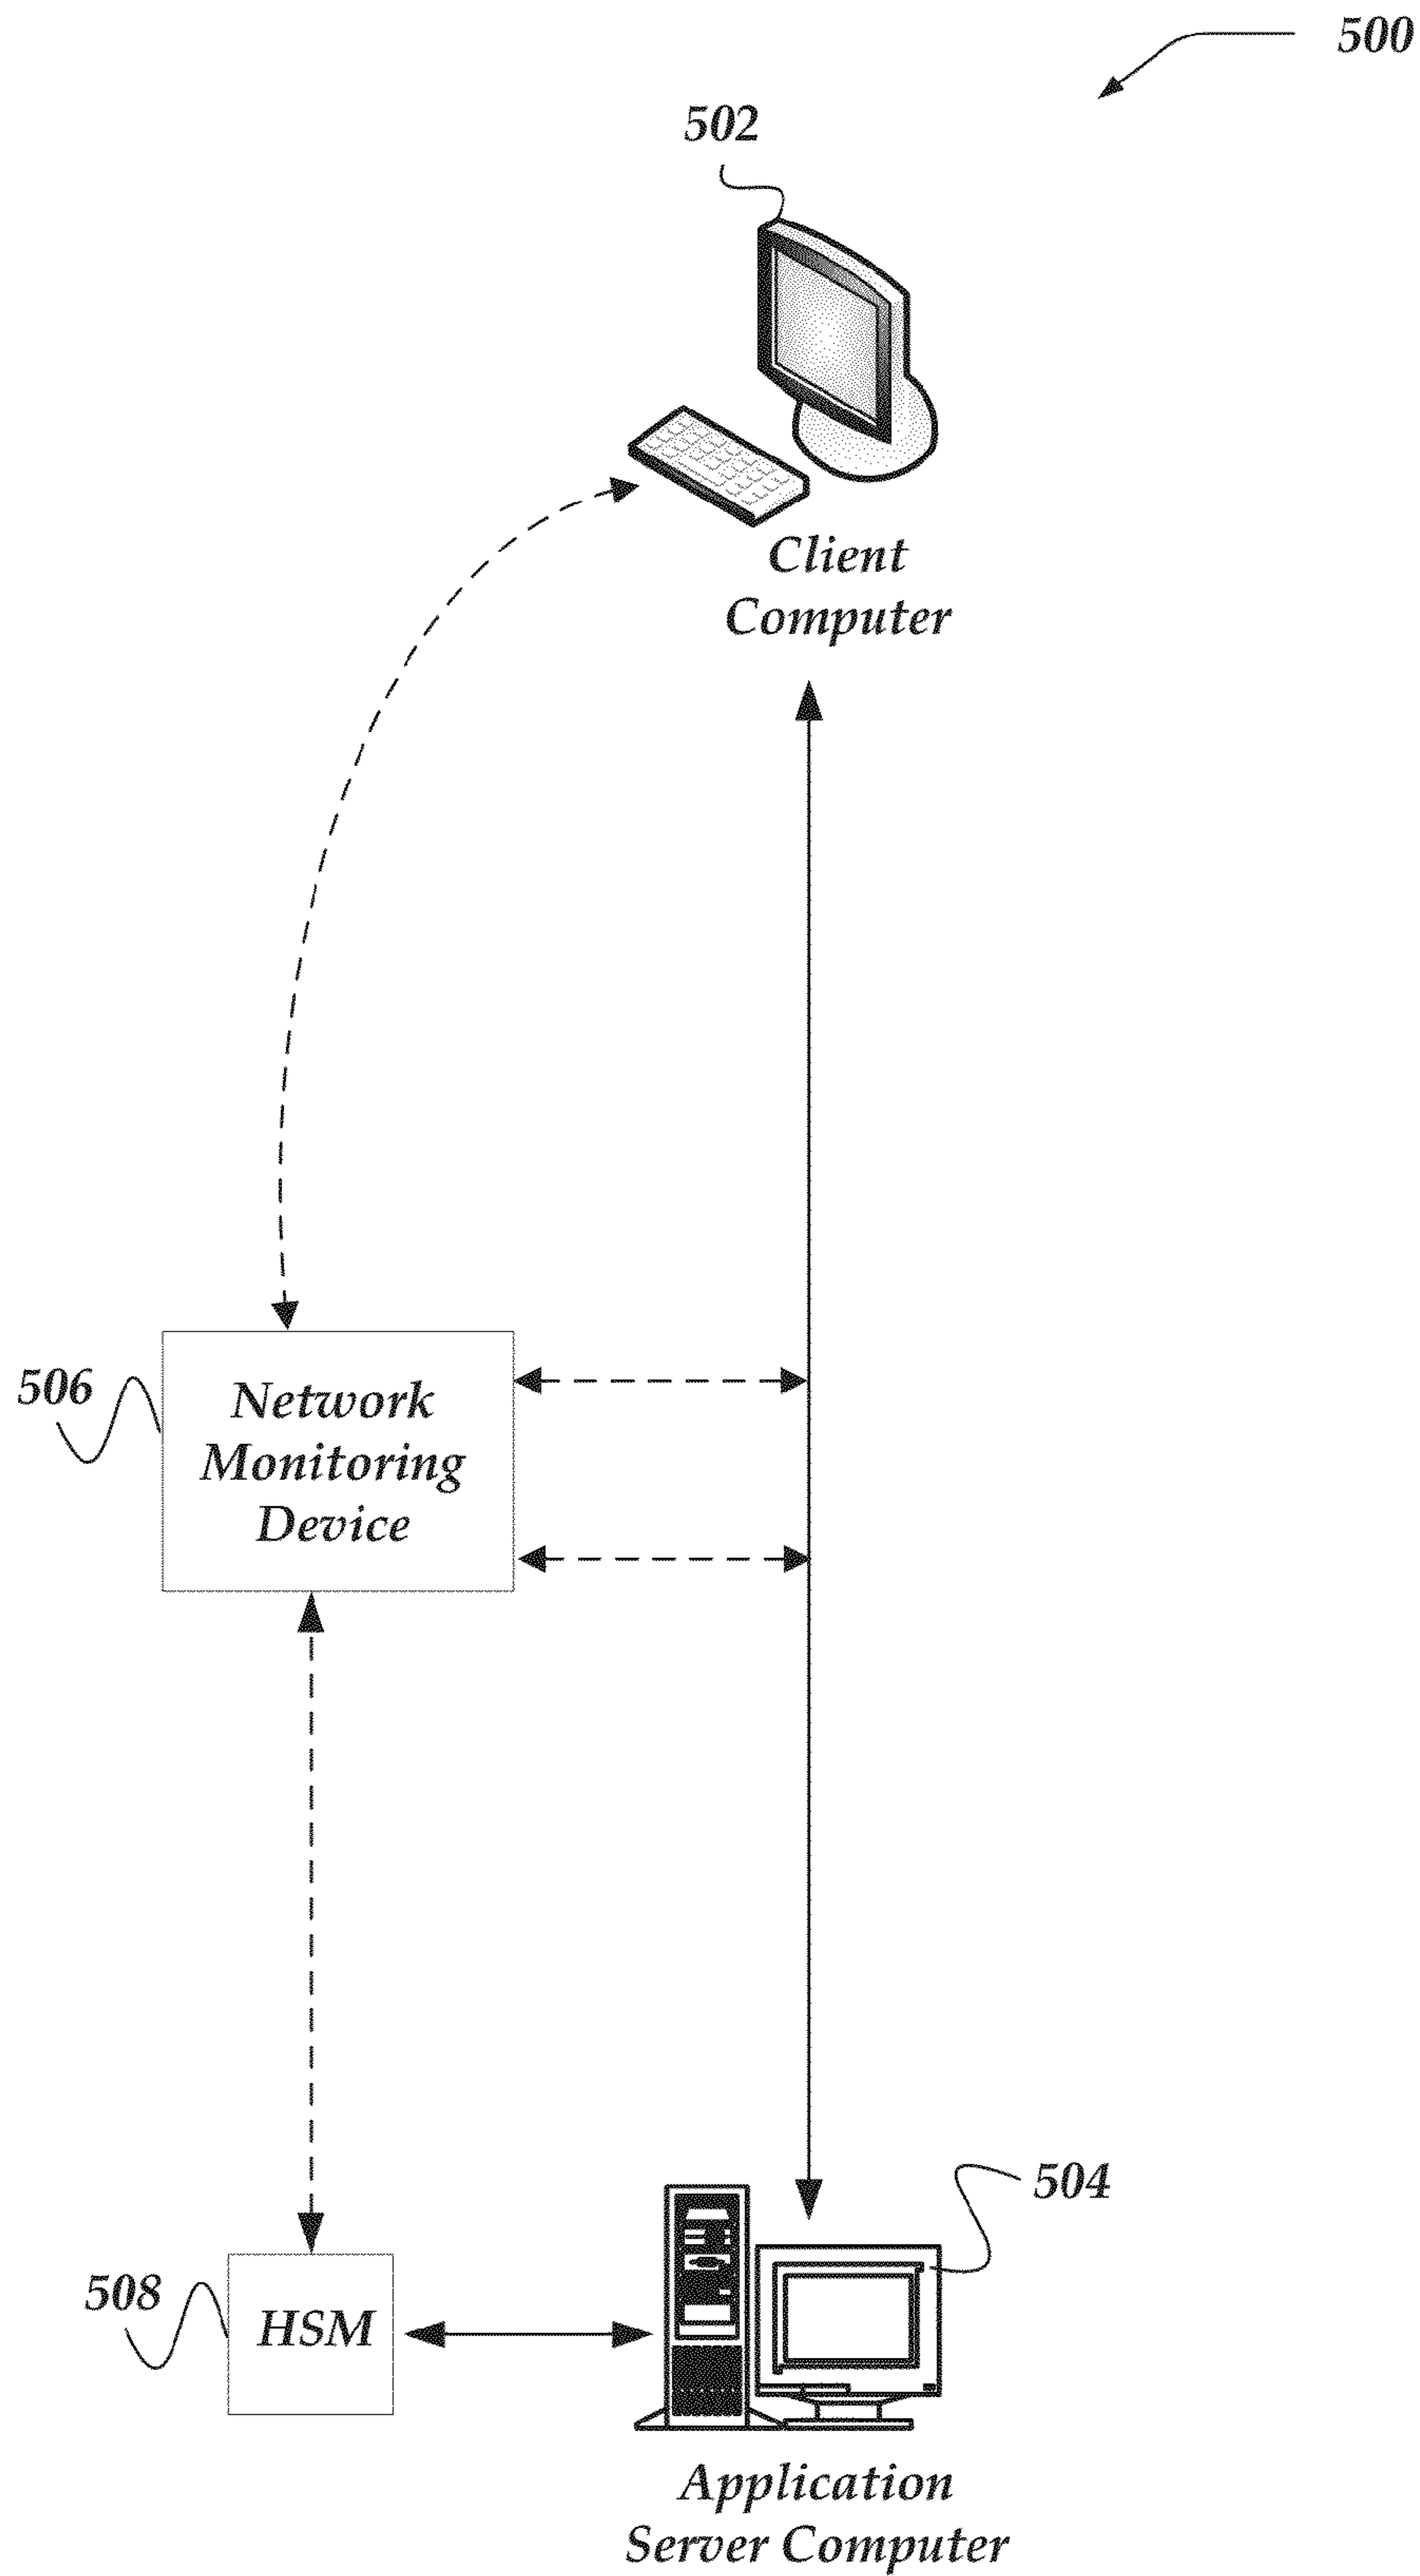 500
502
Client
Computer
506
Network
Monitoring
Device
504
508
HSM
Application
Server Computer